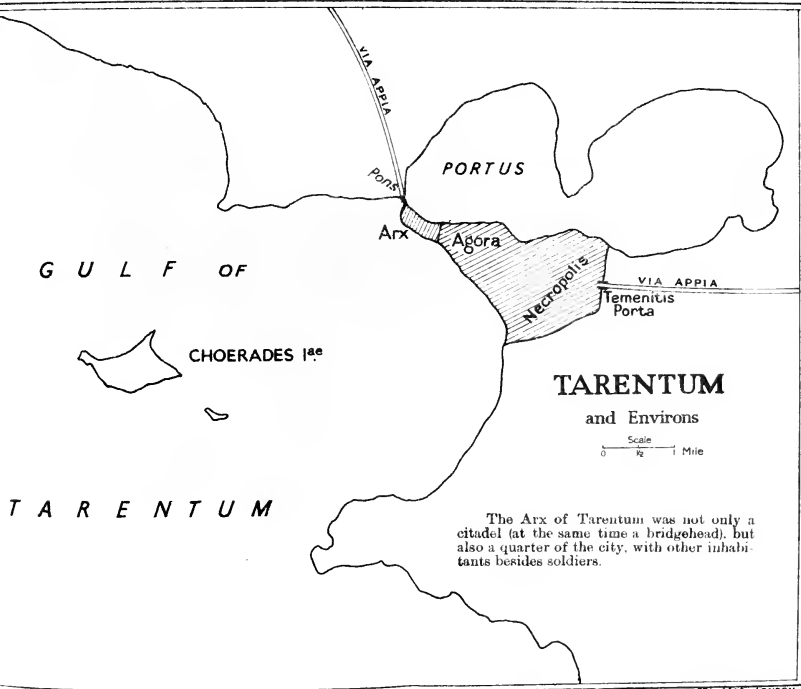 VIA APPIA
PORTUS
Pons
Arx
Agora
GULF OF
Necropolis
VIA APPIA
Temenitis
Porta
CHOERADES Iae
TARENTUM
and Environs
Scale
0 ½ 1 Mile
TARENTUM
The Arx of Tarentum was not only a
citadel (at the same time a bridgehead), but
also a quarter of the city, with other inhabi-
tants besides soldiers.